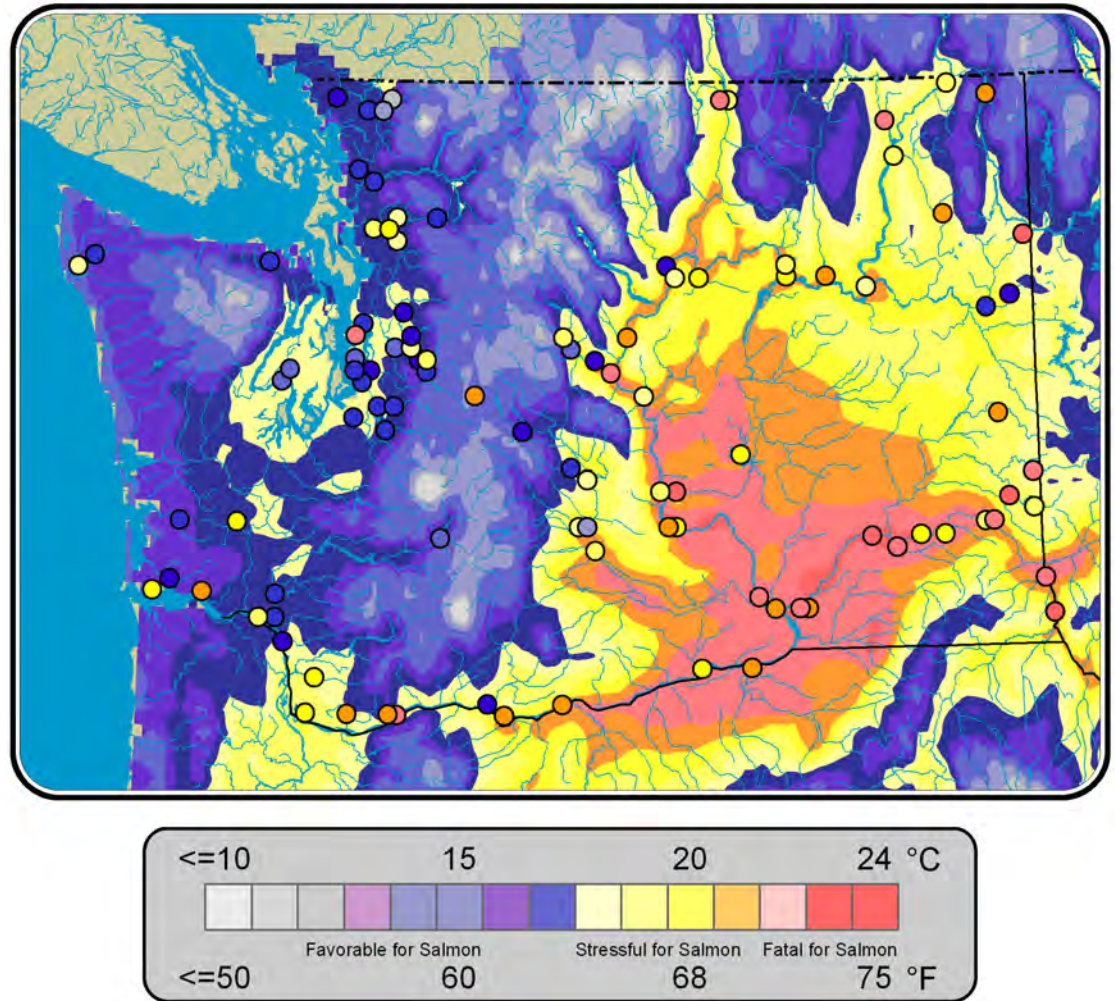 <=10 15 20 24 °C
Favorable for Salmon Stressful for Salmon Fatal for Salmon
<=50 60 68 75 °F